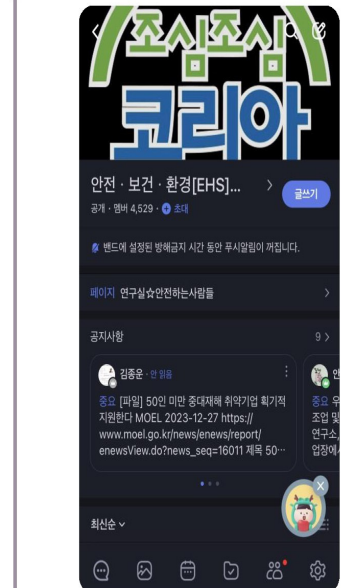 조심조심
코리아
안전 · 보건 · 환경[EHS]...
글쓰기
공개 · 멤버 4,529 · 초대
밴드에 설정된 방해금지 시간 동안 푸시알림이 꺼집니다.
페이지 연구실☆안전하는사람들
공지사항
9
김종운 · 안 읽음
중요 [파일] 50인 미만 중대재해 취약기업 획기적
지원한다 MOEL 2023-12-27 https://
www.moel.go.kr/news/enews/report/
enewsView.do?news_seq=16011 제목 50…
안
중요 우
조업 및
연구소,
업장에
최신순